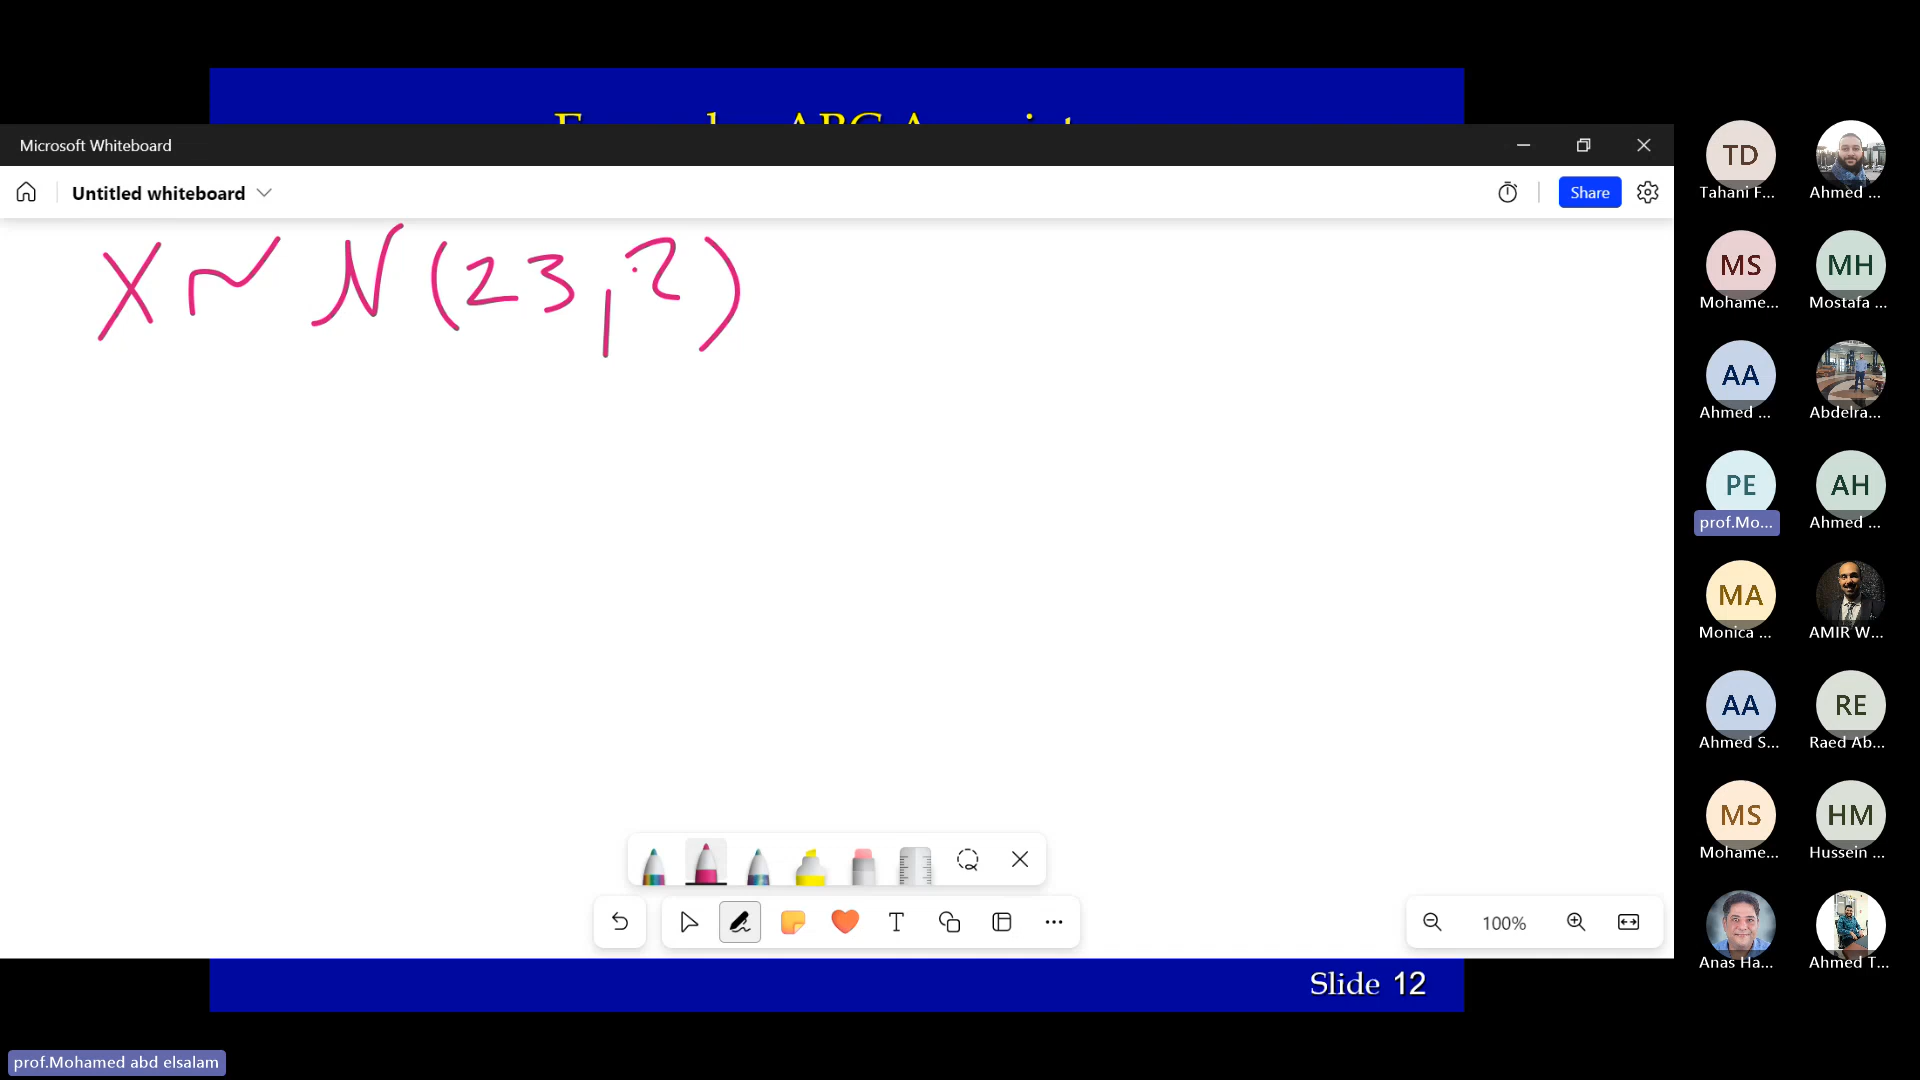 Microsoft Whiteboard
Untitled whiteboard
Share
X ~ N(23, 2)
100%
Slide 12
prof.Mohamed abd elsalam
TD
Tahani F...
Ahmed ...
MS
Mohame...
MH
Mostafa ...
AA
Ahmed ...
Abdelra...
PE
prof.Mo...
AH
Ahmed ...
MA
Monica ...
AMIR W...
AA
Ahmed S...
RE
Raed Ab...
MS
Mohame...
HM
Hussein ...
Anas Ha...
Ahmed T...